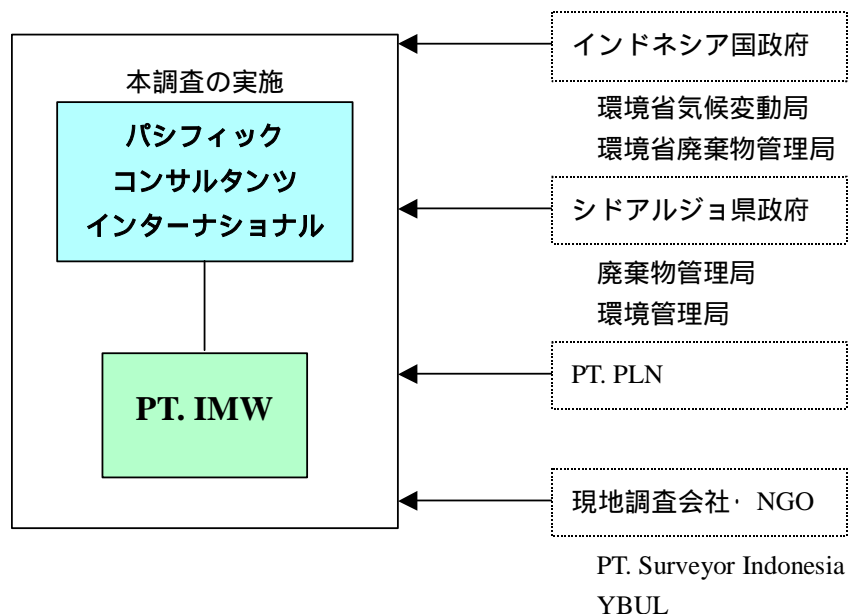 本調査の実施
パシフィック
コンサルタンツ
インターナショナル
PT. IMW
インドネシア国政府
環境省気候変動局
環境省廃棄物管理局
シドアルジョ県政府
廃棄物管理局
環境管理局
PT. PLN
現地調査会社・NGO
PT. Surveyor Indonesia
YBUL